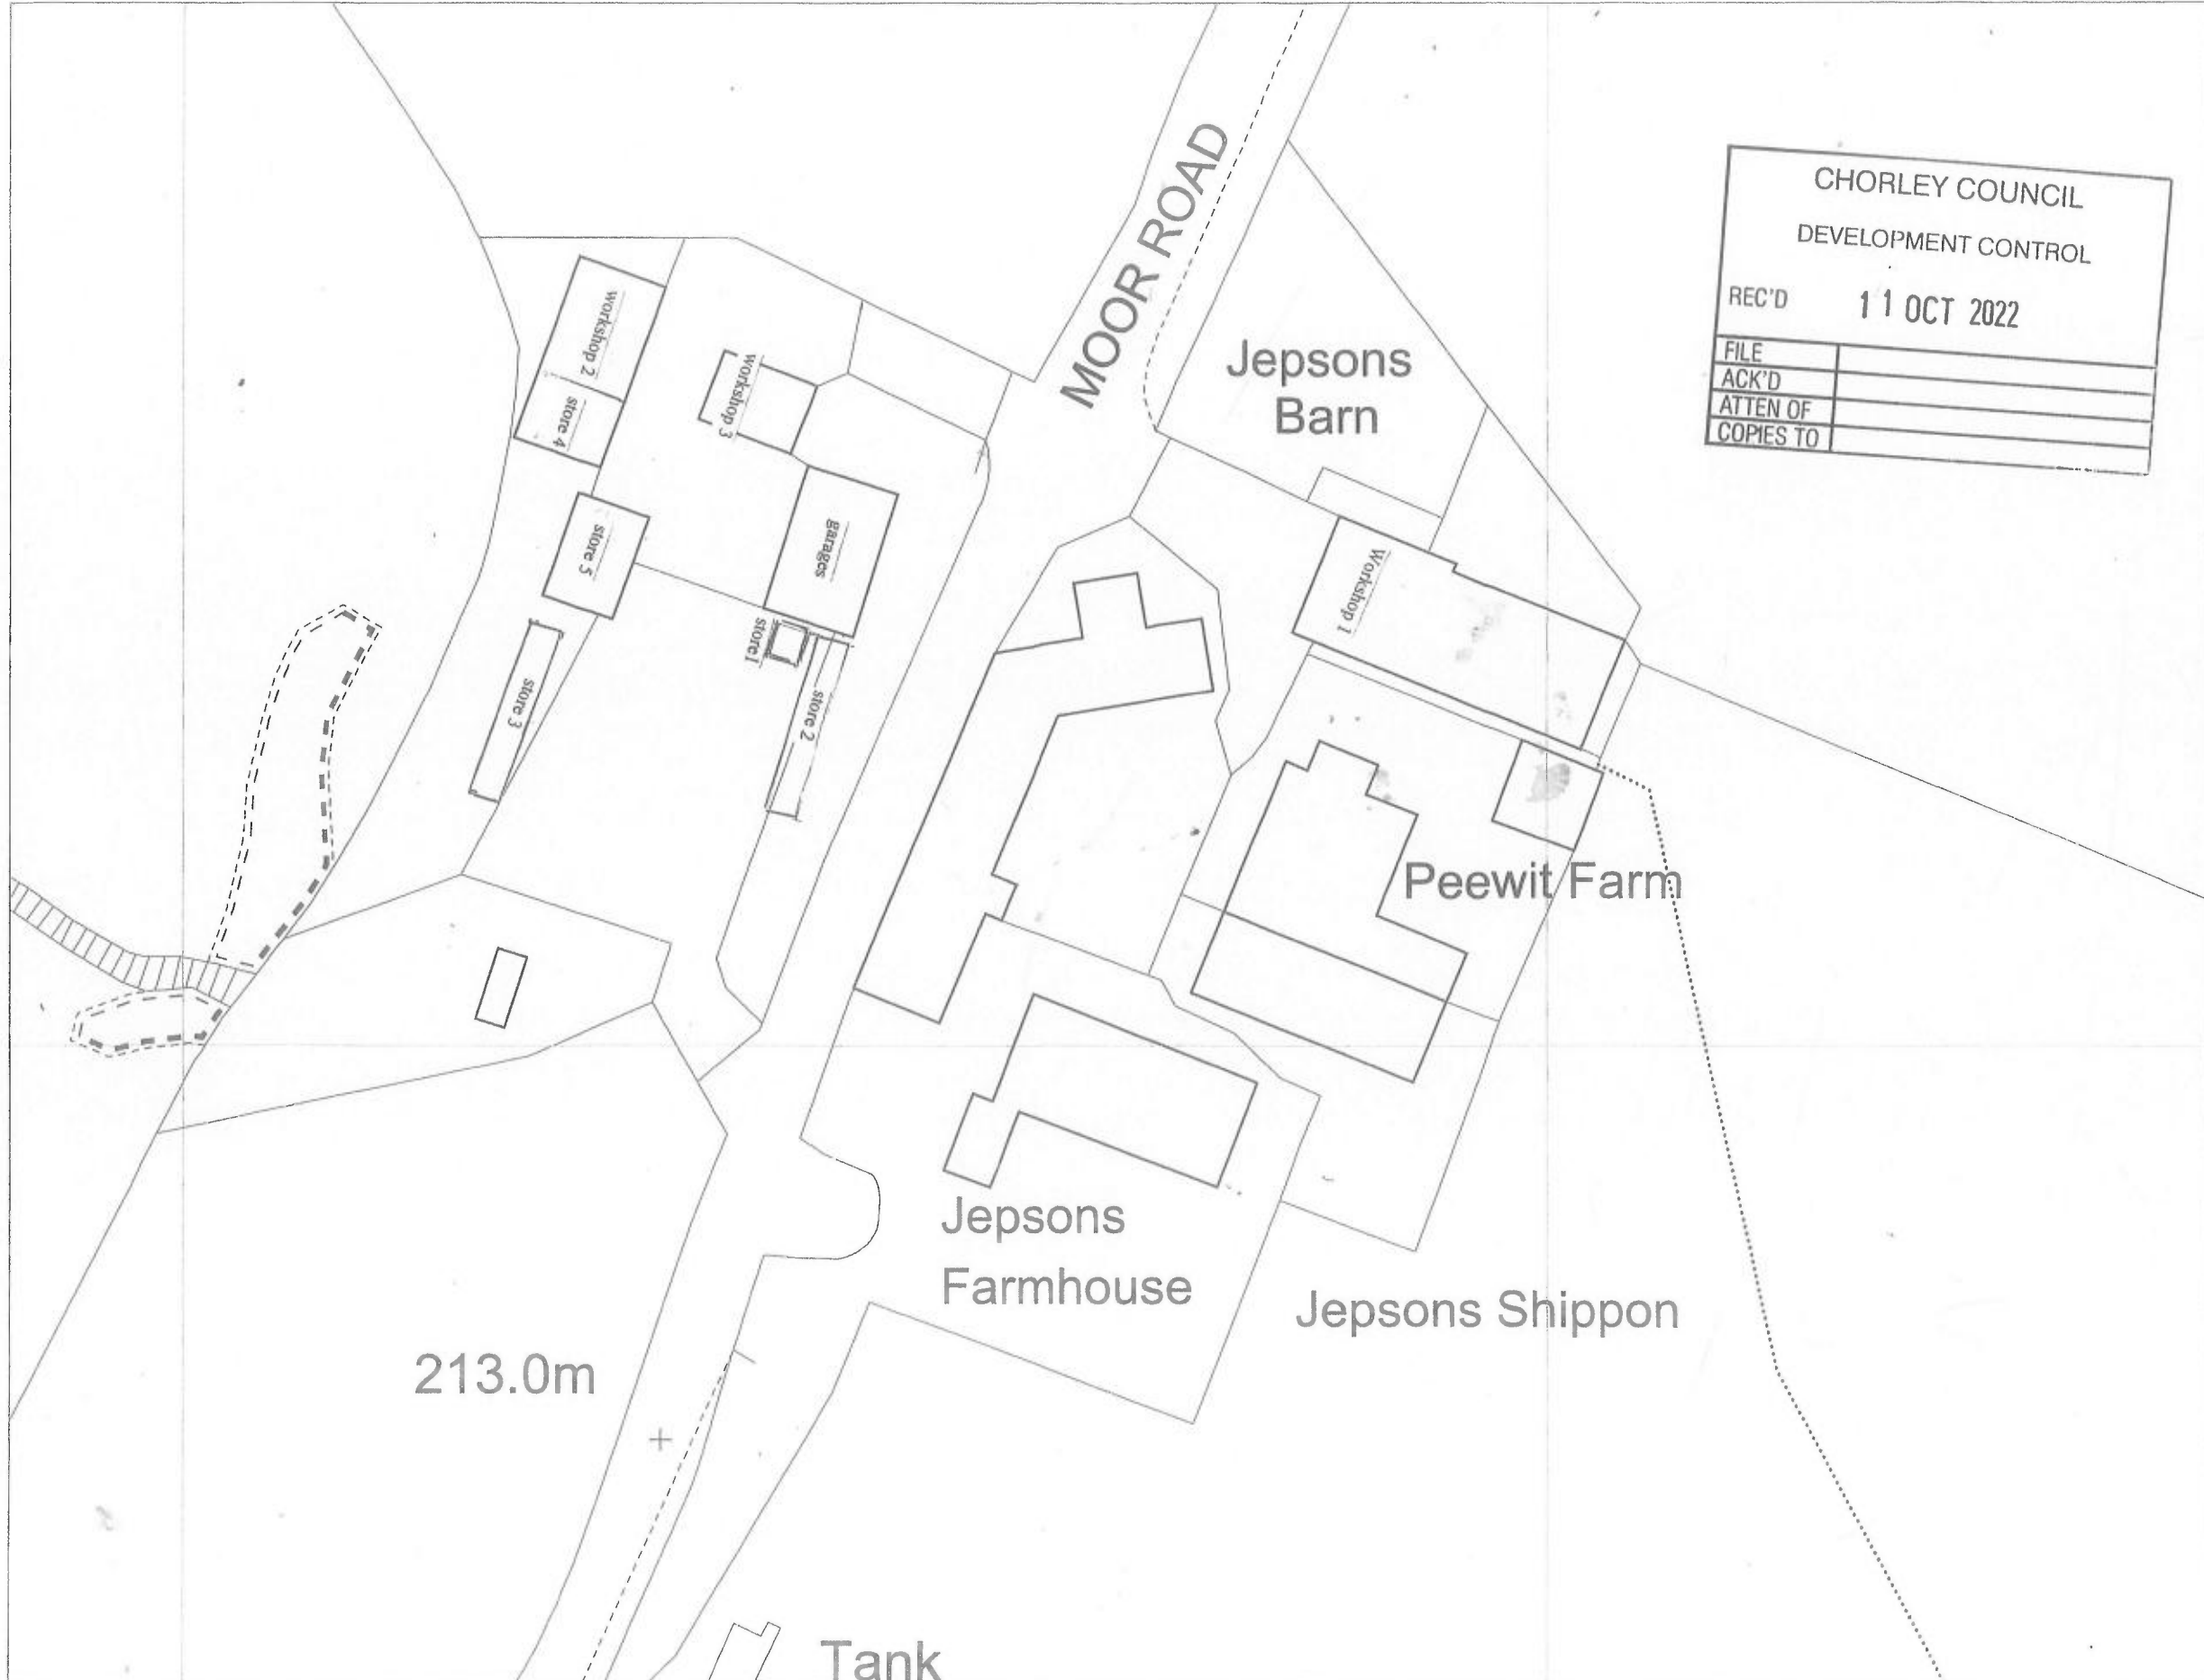 CHORLEY COUNCIL
DEVELOPMENT CONTROL
REC'D 11 OCT 2022
FILE
ACK'D
ATTEN OF
COPIES TO
MOOR ROAD
Jepsons
Barn
workshop 2
store 4
workshop 3
store 5
garages
Workshop 1
store1
store 3
store 2
Peewit Farm
Jepsons
Farmhouse
Jepsons Shippon
213.0m
Tank